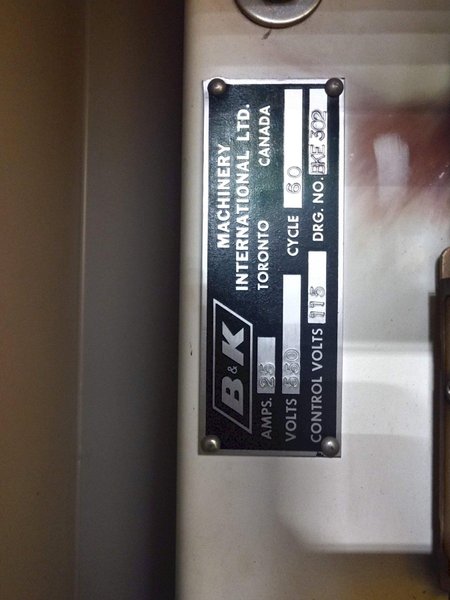 B&K MACHINERY
INTERNATIONAL LTD.
TORONTO CANADA
AMPS. 25
VOLTS 550 CYCLE 60
CONTROL VOLTS 115 DRG. NO. BKE 302